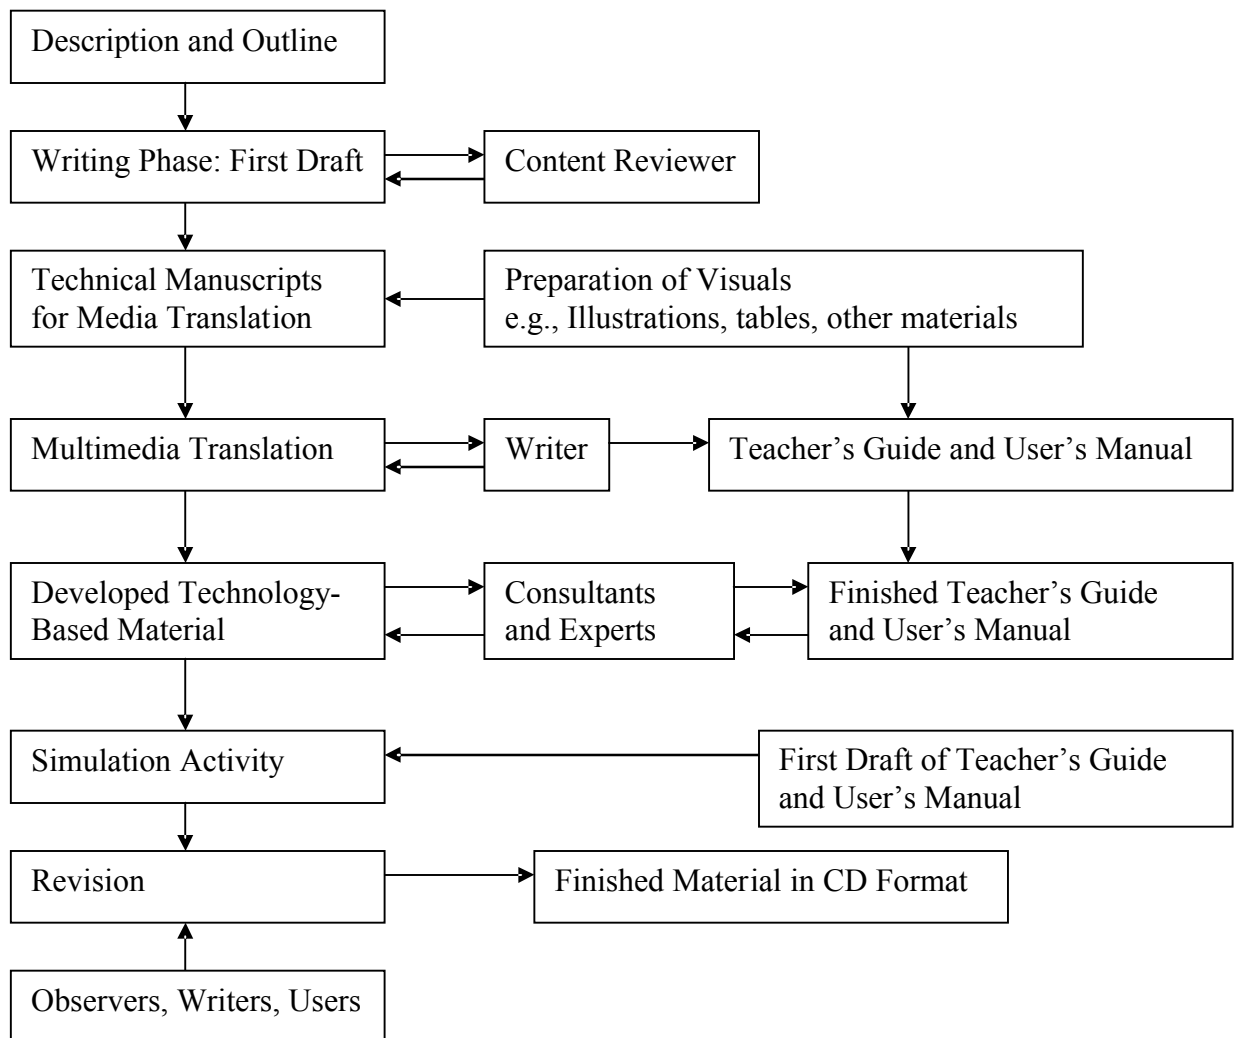 Description and Outline
Writing Phase: First Draft
Content Reviewer
Technical Manuscripts
for Media Translation
Preparation of Visuals
e.g., Illustrations, tables, other materials
Multimedia Translation
Writer
Teacher’s Guide and User’s Manual
Developed Technology-
Based Material
Consultants
and Experts
Finished Teacher’s Guide
and User’s Manual
Simulation Activity
First Draft of Teacher’s Guide
and User’s Manual
Revision
Finished Material in CD Format
Observers, Writers, Users